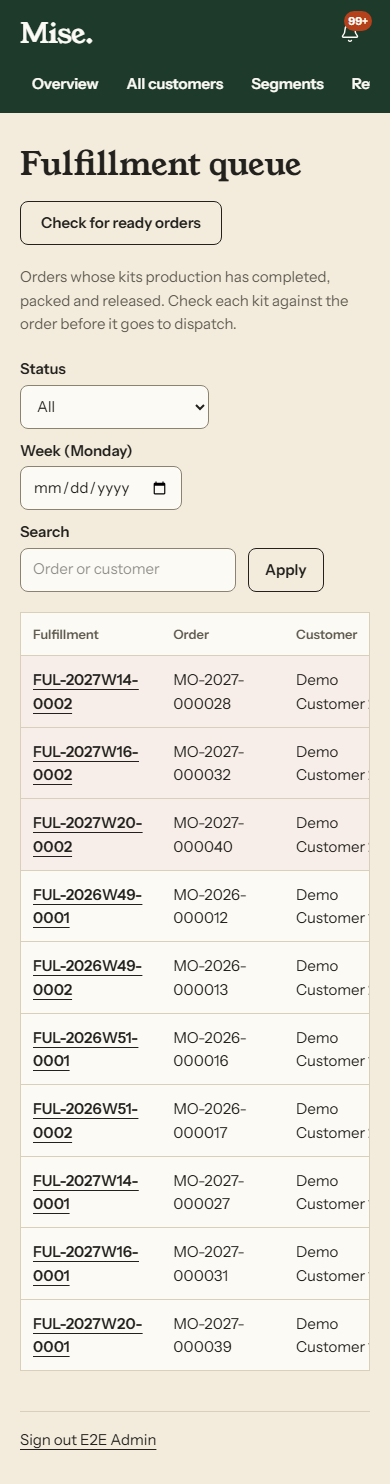 Mise.
99+
Overview All customers Segments
Fulfillment queue
Check for ready orders
Orders whose kits production has completed,
packed and released. Check each kit against the
order before it goes to dispatch.
Status
All
Week (Monday)
mm/dd/yyyy
Search
Order or customer
Apply
Fulfillment Order Customer
FUL-2027W14- MO-2027- Demo
0002 000028 Customer
FUL-2027W16- MO-2027- Demo
0002 000032 Customer
FUL-2027W20- MO-2027- Demo
0002 000040 Customer
FUL-2026W49- MO-2026- Demo
0001 000012 Customer
FUL-2026W49- MO-2026- Demo
0002 000013 Customer
FUL-2026W51- MO-2026- Demo
0001 000016 Customer
FUL-2026W51- MO-2026- Demo
0002 000017 Customer
FUL-2027W14- MO-2027- Demo
0001 000027 Customer
FUL-2027W16- MO-2027- Demo
0001 000031 Customer
FUL-2027W20- MO-2027- Demo
0001 000039 Customer
Sign out E2E Admin